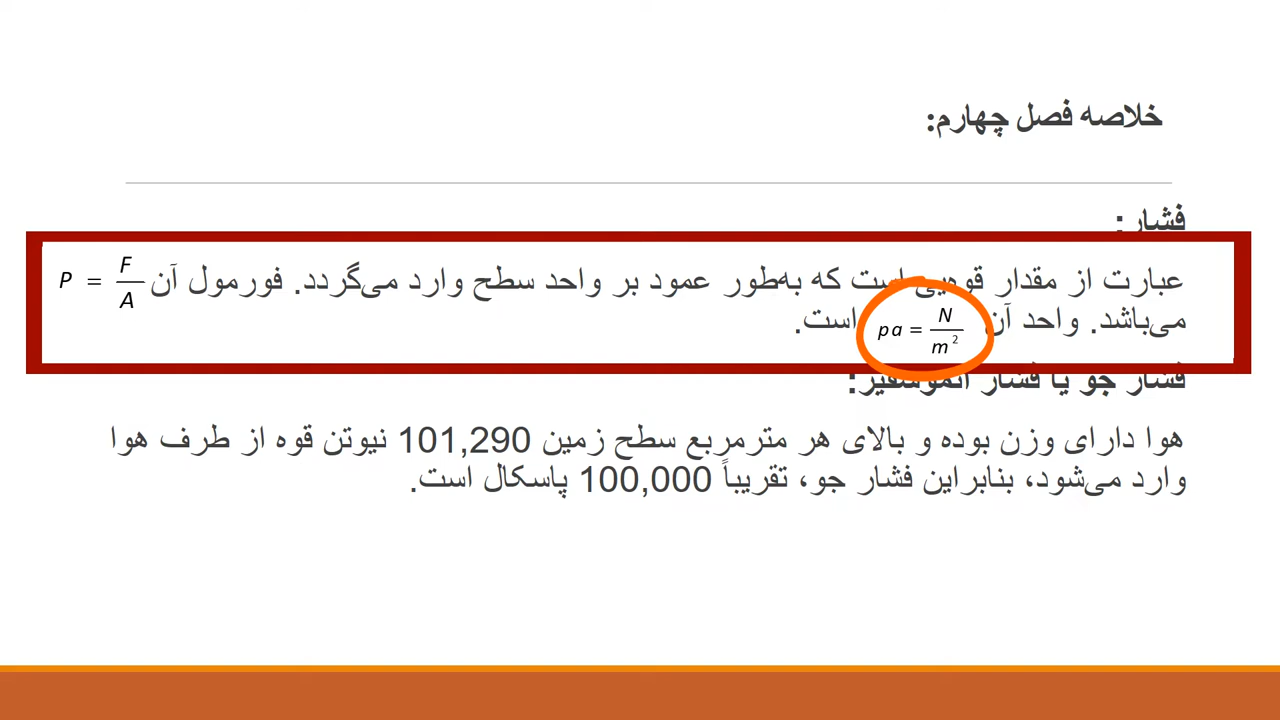 خلاصه فصل چهارم:
فشار:
عبارت از مقدار قوه‌یی است که به‌طور عمود بر واحد سطح وارد می‌گردد. فورمول آن P = F/A
می‌باشد. واحد آن pa = N/m² است.
فشار جو یا فشار اتموسفیر:
هوا دارای وزن بوده و بالای هر مترمربع سطح زمین 101,290 نیوتن قوه از طرف هوا
وارد می‌شود، بنابراین فشار جو، تقریباً 100,000 پاسکال است.